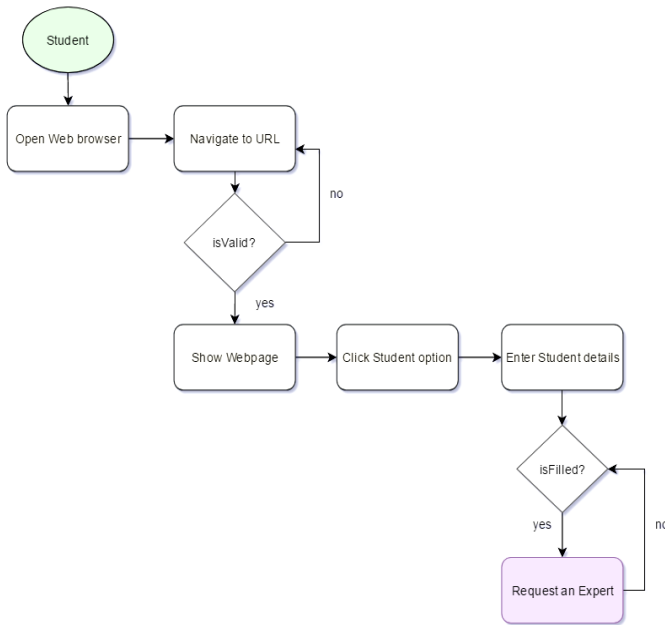 Student
Open Web browser
Navigate to URL
no
isValid?
yes
Show Webpage
Click Student option
Enter Student details
isFilled?
yes
no
Request an Expert